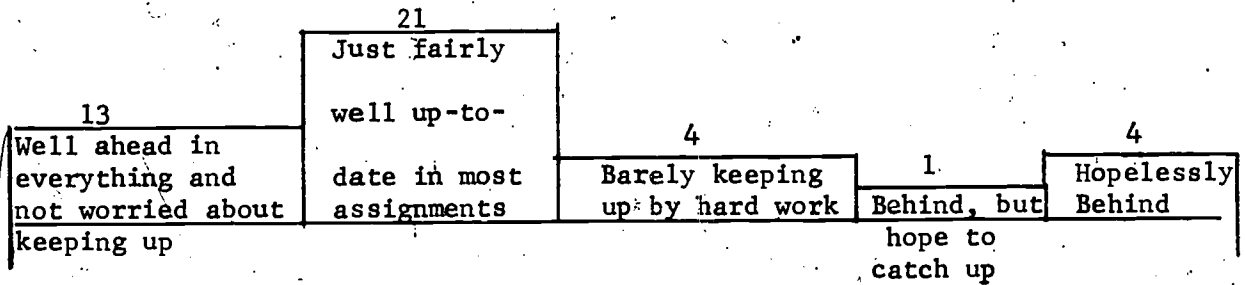 13
Well ahead in
everything and
not worried about
keeping up
21
Just fairly
well up-to-
date in most
assignments
4
Barely keeping
up by hard work
1
Behind, but
hope to
catch up
4
Hopelessly
Behind